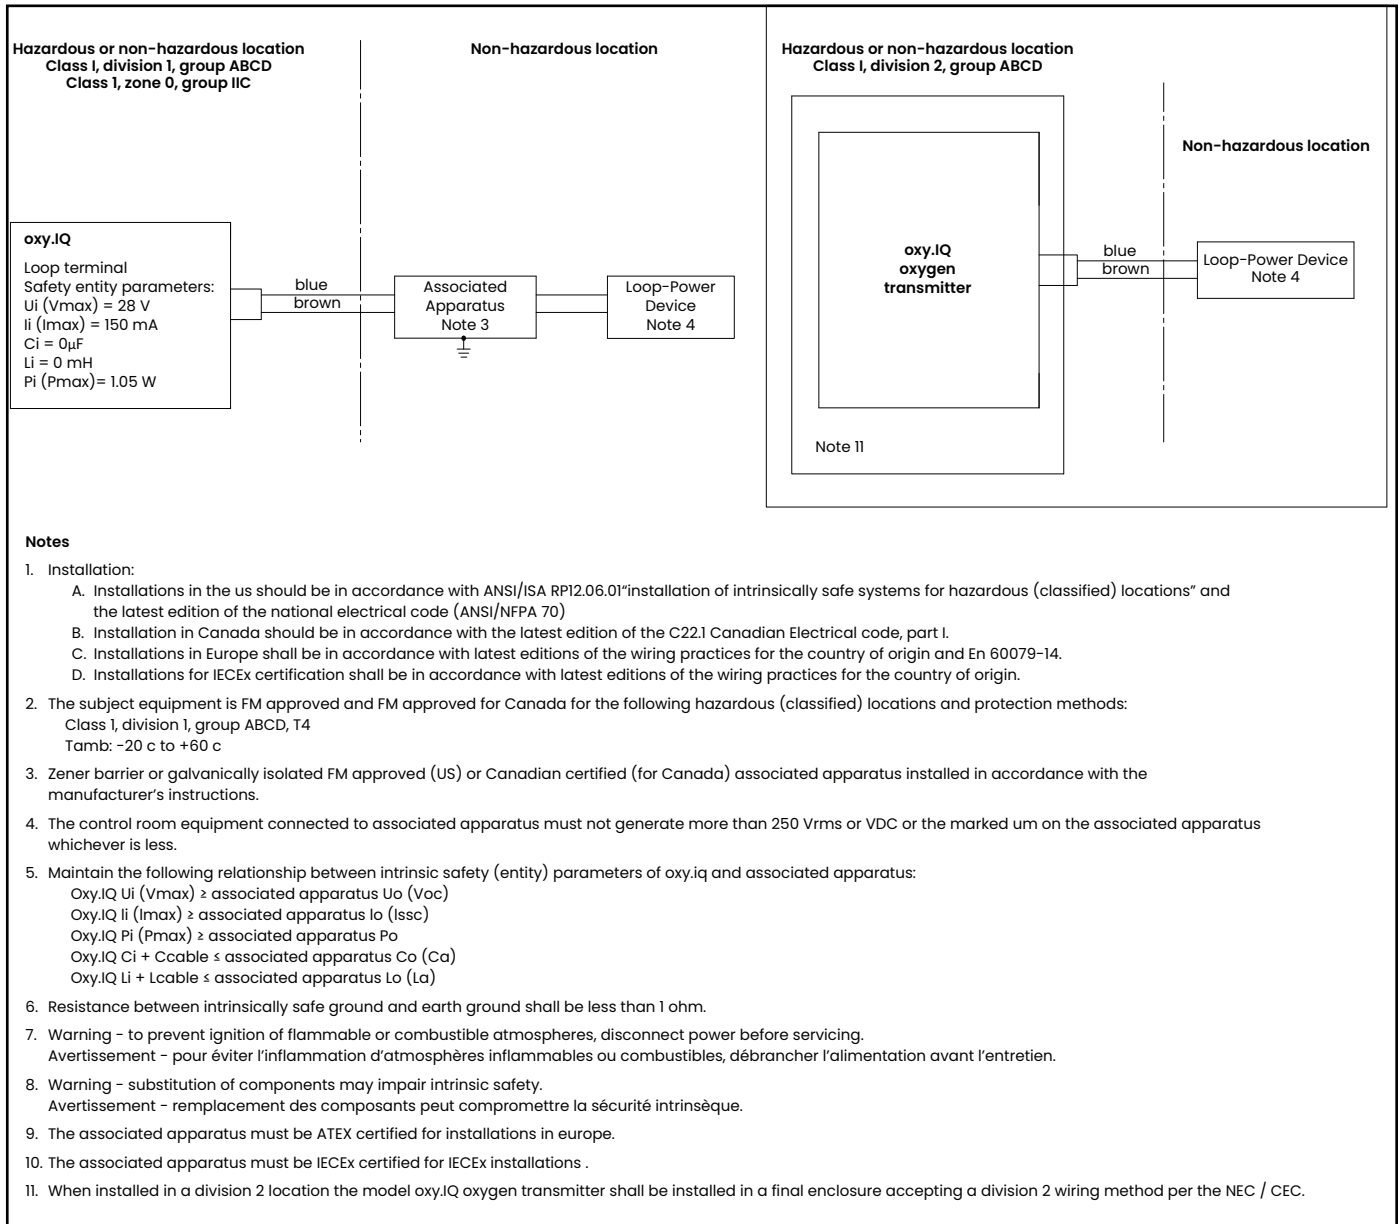 Hazardous or non-hazardous location
Class I, division 1, group ABCD
Class 1, zone 0, group IIC
Non-hazardous location
oxy.IQ
Loop terminal
Safety entity parameters:
Ui (Vmax) = 28 V
Ii (Imax) = 150 mA
Ci = 0µF
Li = 0 mH
Pi (Pmax)= 1.05 W
blue
brown
Associated
Apparatus
Note 3
Loop-Power
Device
Note 4
Hazardous or non-hazardous location
Class I, division 2, group ABCD
Non-hazardous location
oxy.IQ
oxygen
transmitter
Note 11
blue
brown
Loop-Power Device
Note 4
Notes
1. Installation:
A. Installations in the us should be in accordance with ANSI/ISA RP12.06.01“installation of intrinsically safe systems for hazardous (classified) locations” and
the latest edition of the national electrical code (ANSI/NFPA 70)
B. Installation in Canada should be in accordance with the latest edition of the C22.1 Canadian Electrical code, part I.
C. Installations in Europe shall be in accordance with latest editions of the wiring practices for the country of origin and En 60079-14.
D. Installations for IECEx certification shall be in accordance with latest editions of the wiring practices for the country of origin.
2. The subject equipment is FM approved and FM approved for Canada for the following hazardous (classified) locations and protection methods:
Class 1, division 1, group ABCD, T4
Tamb: -20 c to +60 c
3. Zener barrier or galvanically isolated FM approved (US) or Canadian certified (for Canada) associated apparatus installed in accordance with the
manufacturer’s instructions.
4. The control room equipment connected to associated apparatus must not generate more than 250 Vrms or VDC or the marked um on the associated apparatus
whichever is less.
5. Maintain the following relationship between intrinsic safety (entity) parameters of oxy.iq and associated apparatus:
Oxy.IQ Ui (Vmax) ≥ associated apparatus Uo (Voc)
Oxy.IQ Ii (Imax) ≥ associated apparatus Io (Issc)
Oxy.IQ Pi (Pmax) ≥ associated apparatus Po
Oxy.IQ Ci + Ccable ≤ associated apparatus Co (Ca)
Oxy.IQ Li + Lcable ≤ associated apparatus Lo (La)
6. Resistance between intrinsically safe ground and earth ground shall be less than 1 ohm.
7. Warning - to prevent ignition of flammable or combustible atmospheres, disconnect power before servicing.
Avertissement - pour éviter l’inflammation d’atmosphères inflammables ou combustibles, débrancher l’alimentation avant l’entretien.
8. Warning - substitution of components may impair intrinsic safety.
Avertissement - remplacement des composants peut compromettre la sécurité intrinsèque.
9. The associated apparatus must be ATEX certified for installations in europe.
10. The associated apparatus must be IECEx certified for IECEx installations .
11. When installed in a division 2 location the model oxy.IQ oxygen transmitter shall be installed in a final enclosure accepting a division 2 wiring method per the NEC / CEC.